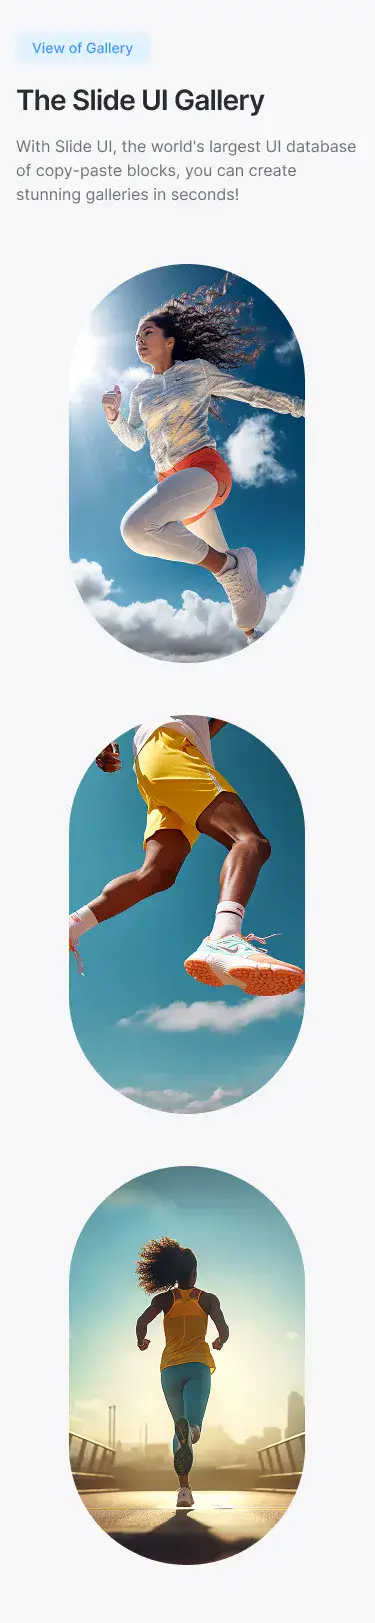 View of Gallery
The Slide UI Gallery
With Slide UI, the world's largest UI database
of copy-paste blocks, you can create
stunning galleries in seconds!